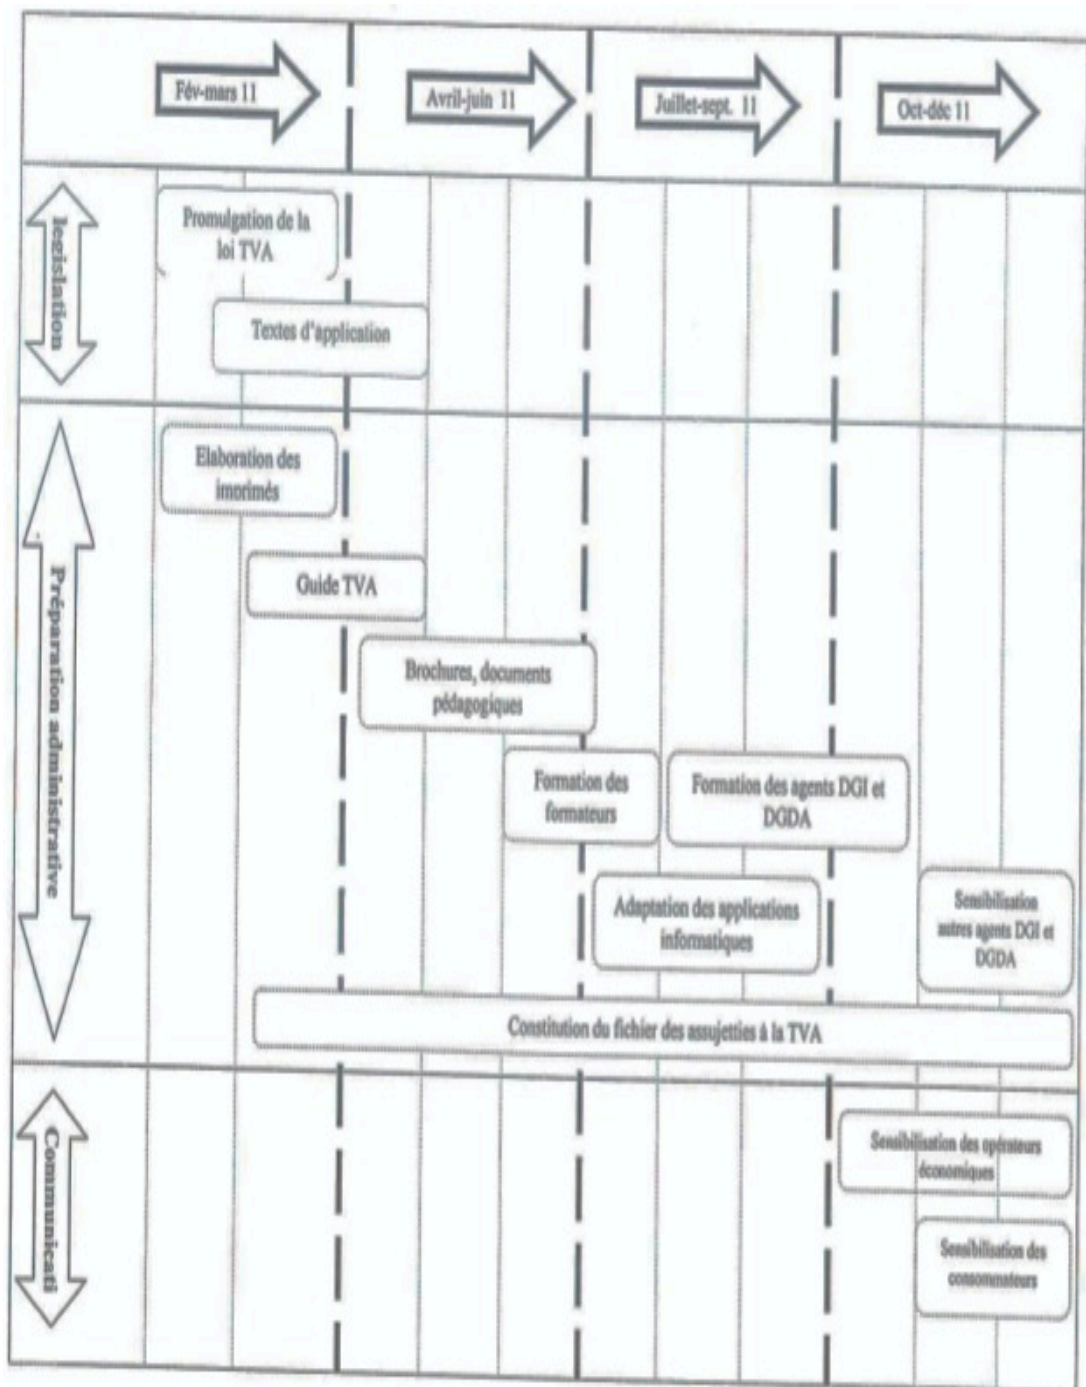 Fév-mars 11
Avril-juin 11
Juillet-sept. 11
Oct-déc 11
législation
Promulgation de la
loi TVA
Textes d'application
Préparation administrative
Elaboration des
imorimés
Guide TVA
Brochures, documents
pédagogiques
Formation des
formateurs
Formation des agents DGI et
DGDA
Adaptation des applications
informatiques
Sensibilisation
autres agents DGI et
DGDA
Constitution du fichier des assujetties à la TVA
Communicati
Sensibilisation des opérateurs
économiques
Sensibilisation des
consommateurs